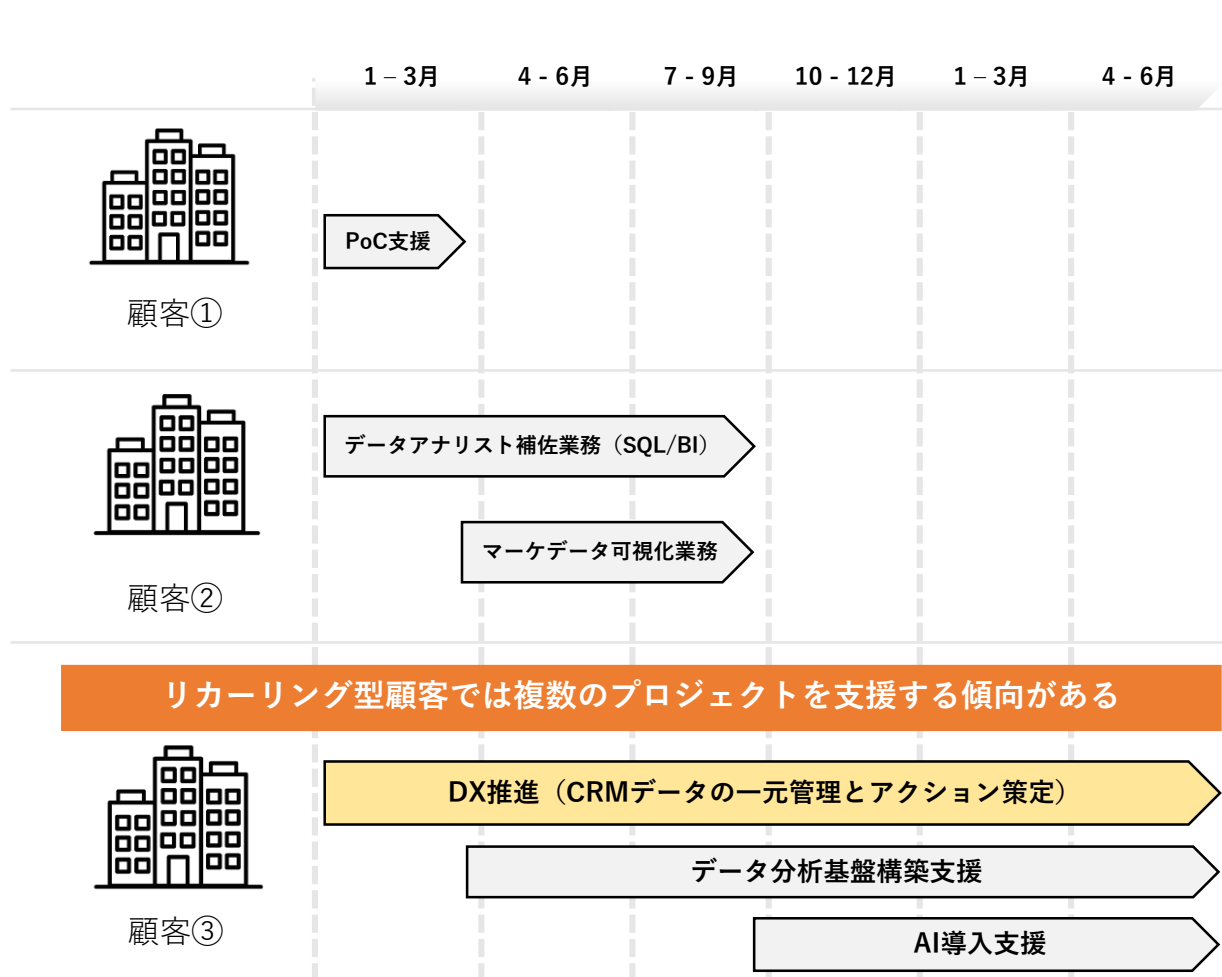 1 – 3月 4 - 6月 7 - 9月 10 - 12月 1 – 3月 4 - 6月
PoC支援
顧客①
データアナリスト補佐業務（SQL/BI）
マーケデータ可視化業務
顧客②
リカーリング型顧客では複数のプロジェクトを支援する傾向がある
DX推進（CRMデータの一元管理とアクション策定）
データ分析基盤構築支援
顧客③
AI導入支援